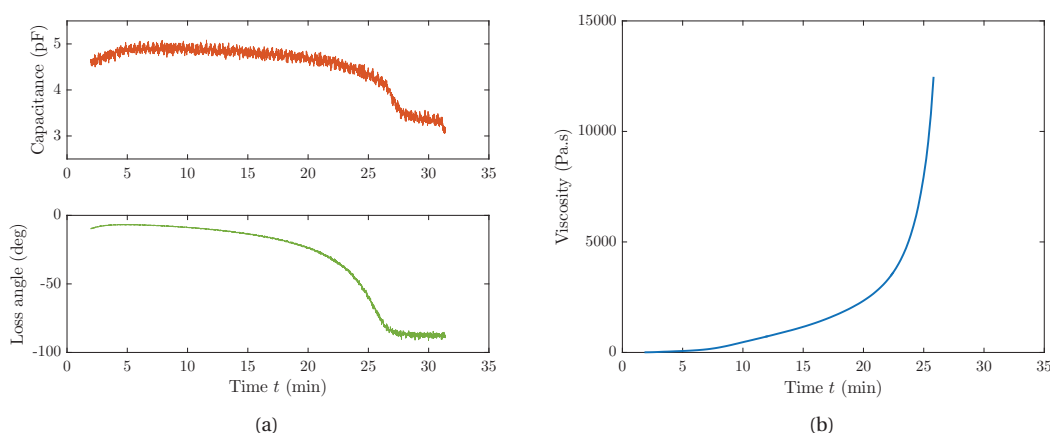 5
4
3
Capacitance (pF)
0 5 10 15 20 25 30 35
0
-50
-100
Loss angle (deg)
0 5 10 15 20 25 30 35
Time t (min)
(a)
15000
10000
5000
0
Viscosity (Pa.s)
0 5 10 15 20 25 30 35
Time t (min)
(b)